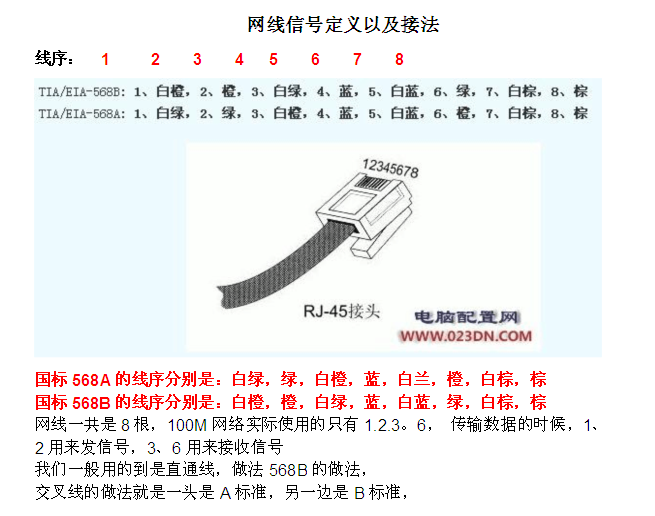 网线信号定义以及接法
线序： 1 2 3 4 5 6 7 8
TIA/EIA-568B: 1、白橙，2、橙，3、白绿，4、蓝，5、白蓝，6、绿，7、白棕，8、棕
TIA/EIA-568A: 1、白绿，2、绿，3、白橙，4、蓝，5、白蓝，6、橙，7、白棕，8、棕
12345678
RJ-45接头
电脑配置网
WWW.023DN.COM
国标 568A 的线序分别是：白绿，绿，白橙，蓝，白兰，橙，白棕，棕
国标 568B 的线序分别是：白橙，橙，白绿，蓝，白蓝，绿，白棕，棕
网线一共是 8 根，100M 网络实际使用的只有 1.2.3。6， 传输数据的时候，1、
2 用来发信号，3、6 用来接收信号
我们一般用的到是直通线，做法 568B 的做法，
交叉线的做法就是一头是 A 标准，另一边是 B 标准，